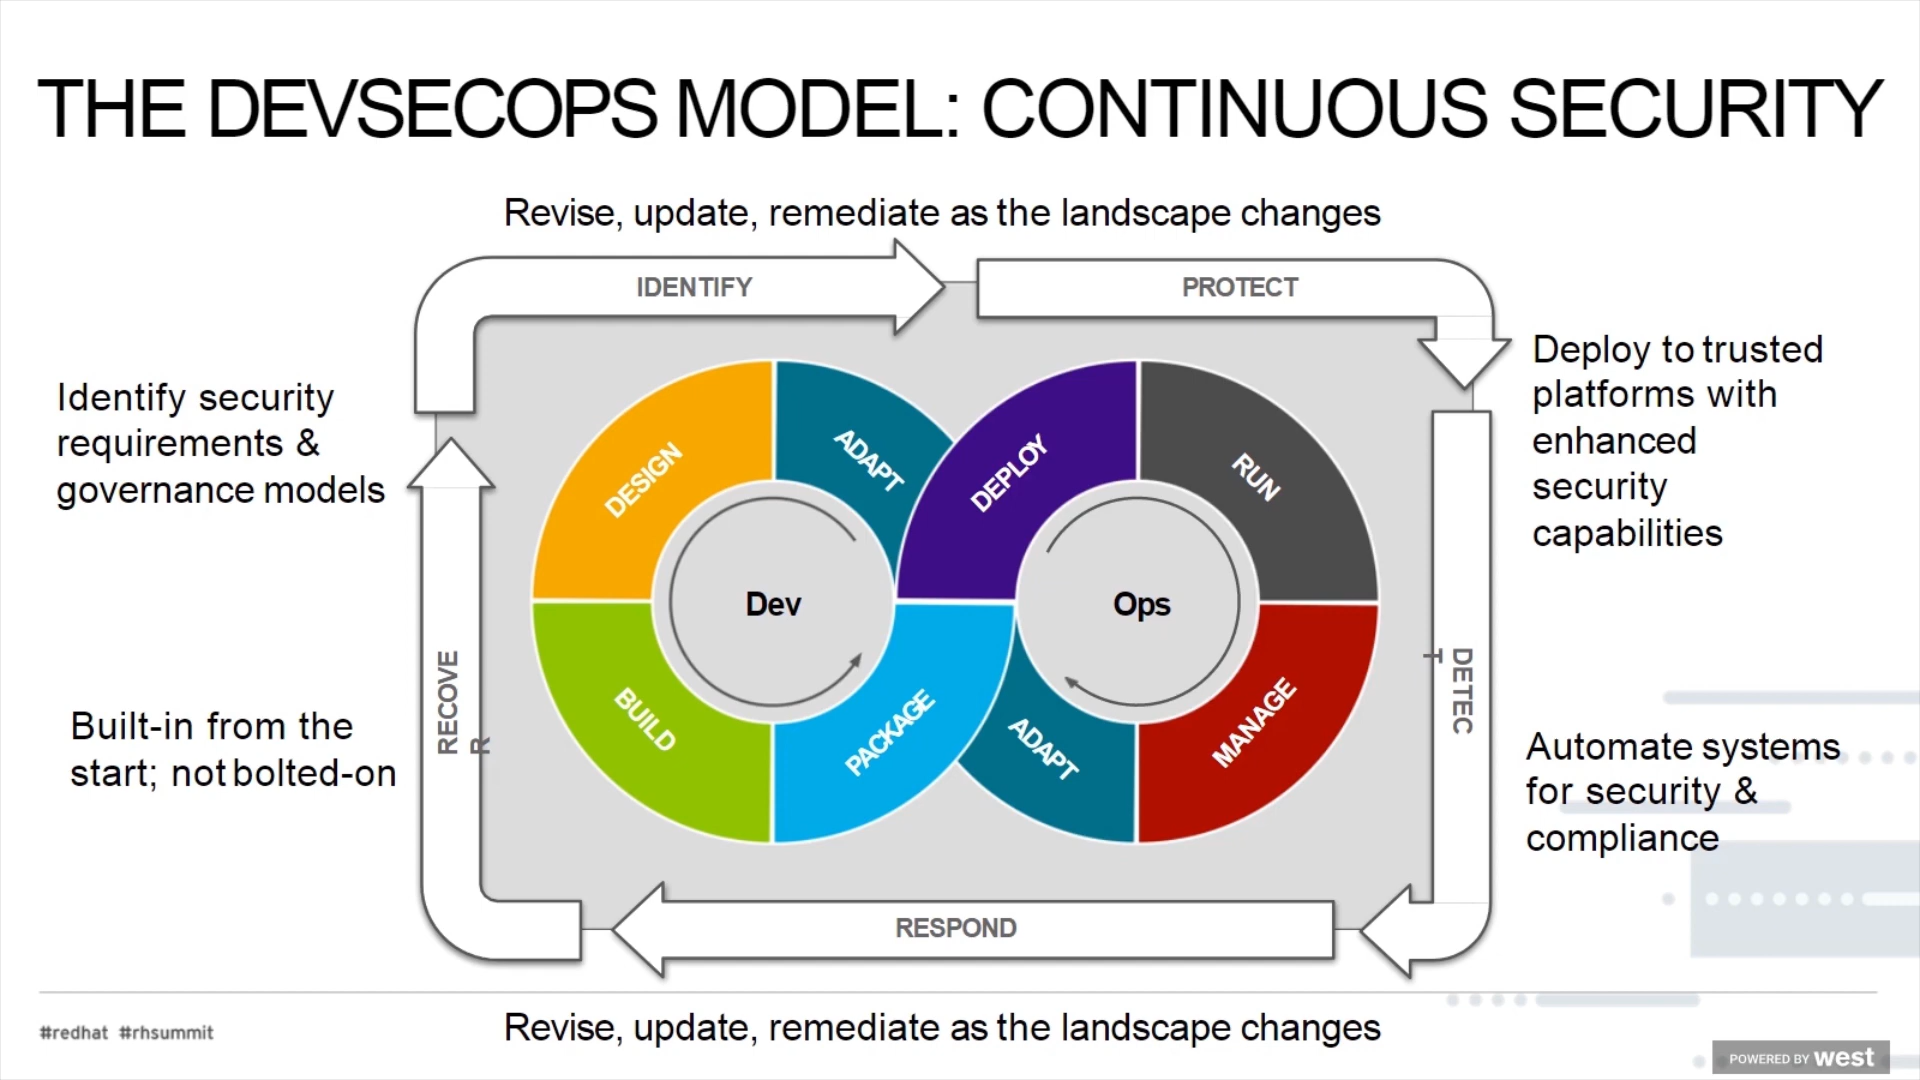 THE DEVSECOPS MODEL: CONTINUOUS SECURITY
Revise, update, remediate as the landscape changes
IDENTIFY
PROTECT
Identify security
requirements &
governance models
Deploy to trusted
platforms with
enhanced
security
capabilities
DESIGN
ADAPT
DEPLOY
RUN
Dev
Ops
BUILD
PACKAGE
ADAPT
MANAGE
RECOVE
R
DETEC
T
Built-in from the
start; not bolted-on
Automate systems
for security &
compliance
RESPOND
Revise, update, remediate as the landscape changes
#redhat #rhsummit
POWERED BY west